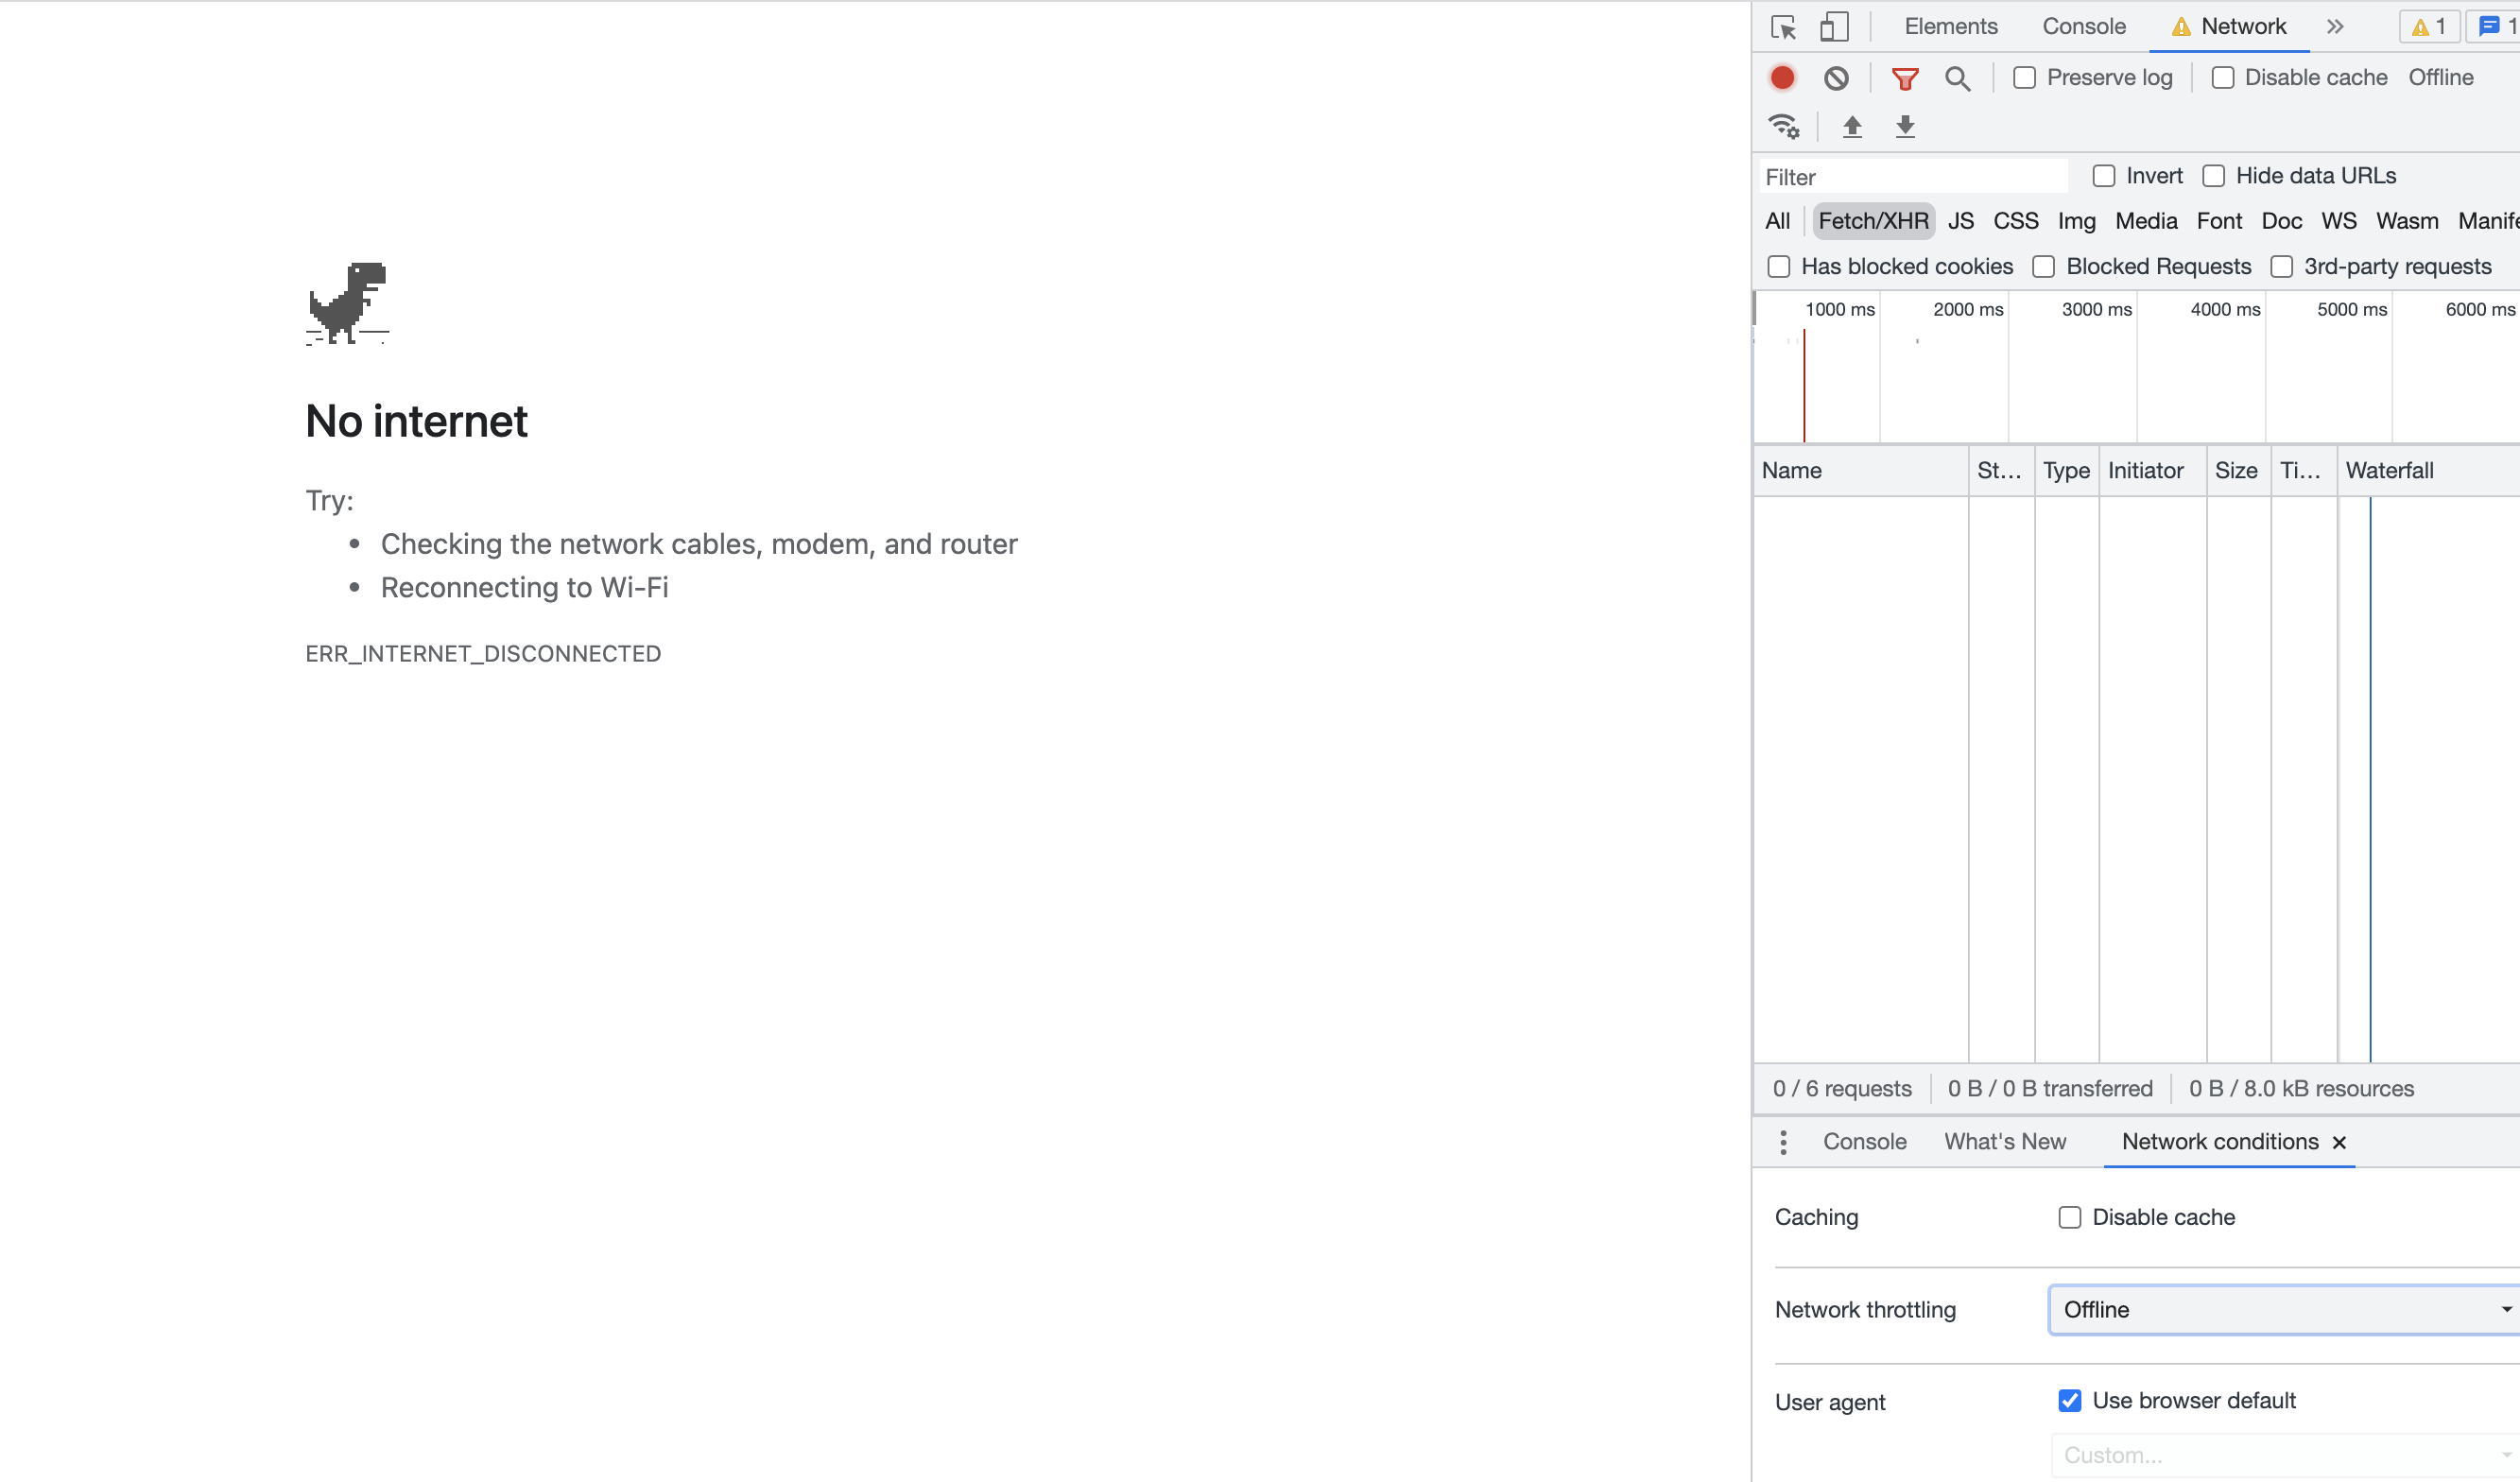 No internet
Try:
• Checking the network cables, modem, and router
• Reconnecting to Wi-Fi
ERR_INTERNET_DISCONNECTED
Elements Console Network 1 1
Preserve log Disable cache Offline
Filter Invert Hide data URLs
All Fetch/XHR JS CSS Img Media Font Doc WS Wasm Manife
Has blocked cookies Blocked Requests 3rd-party requests
1000 ms 2000 ms 3000 ms 4000 ms 5000 ms 6000 ms
Name St... Type Initiator Size Ti... Waterfall
0 / 6 requests 0 B / 0 B transferred 0 B / 8.0 kB resources
Console What's New Network conditions
Caching Disable cache
Network throttling Offline
User agent Use browser default
Custom...